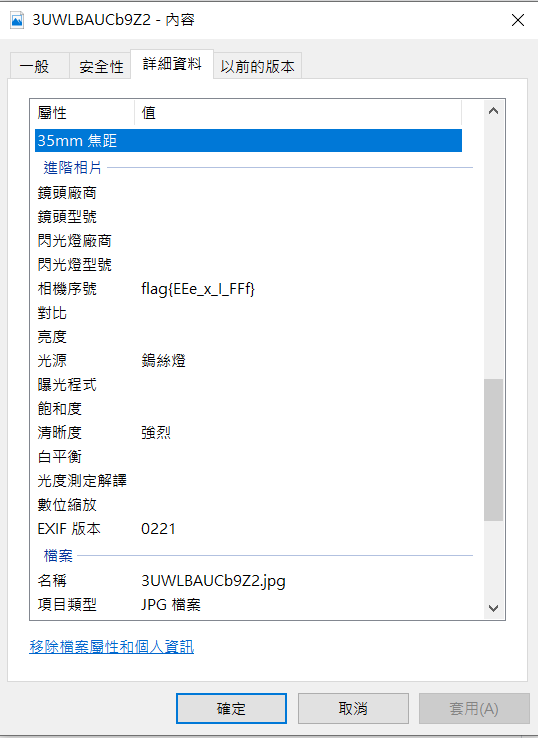 3UWLBAUCb9Z2 - 內容
一般 安全性 詳細資料 以前的版本
屬性 值
35mm 焦距
進階相片
鏡頭廠商
鏡頭型號
閃光燈廠商
閃光燈型號
相機序號 flag{EEe_x_I_FFf}
對比
亮度
光源 鎢絲燈
曝光程式
飽和度
清晰度 強烈
白平衡
光度測定解譯
數位縮放
EXIF 版本 0221
檔案
名稱 3UWLBAUCb9Z2.jpg
項目類型 JPG 檔案
移除檔案屬性和個人資訊
確定 取消 套用(A)